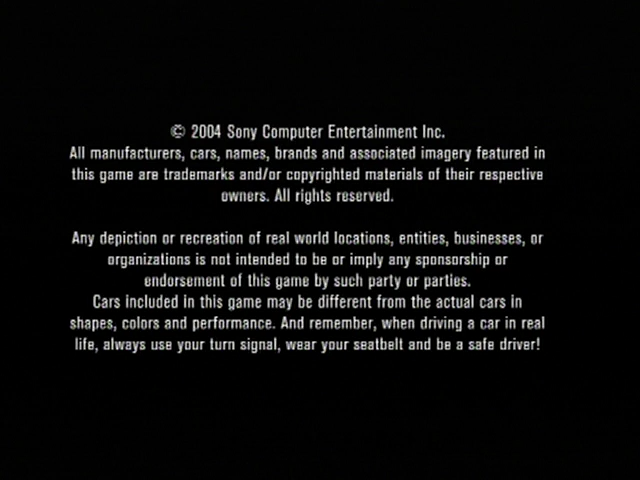 © 2004 Sony Computer Entertainment Inc.
All manufacturers, cars, names, brands and associated imagery featured in
this game are trademarks and/or copyrighted materials of their respective
owners. All rights reserved.
Any depiction or recreation of real world locations, entities, businesses, or
organizations is not intended to be or imply any sponsorship or
endorsement of this game by such party or parties.
Cars included in this game may be different from the actual cars in
shapes, colors and performance. And remember, when driving a car in real
life, always use your turn signal, wear your seatbelt and be a safe driver!